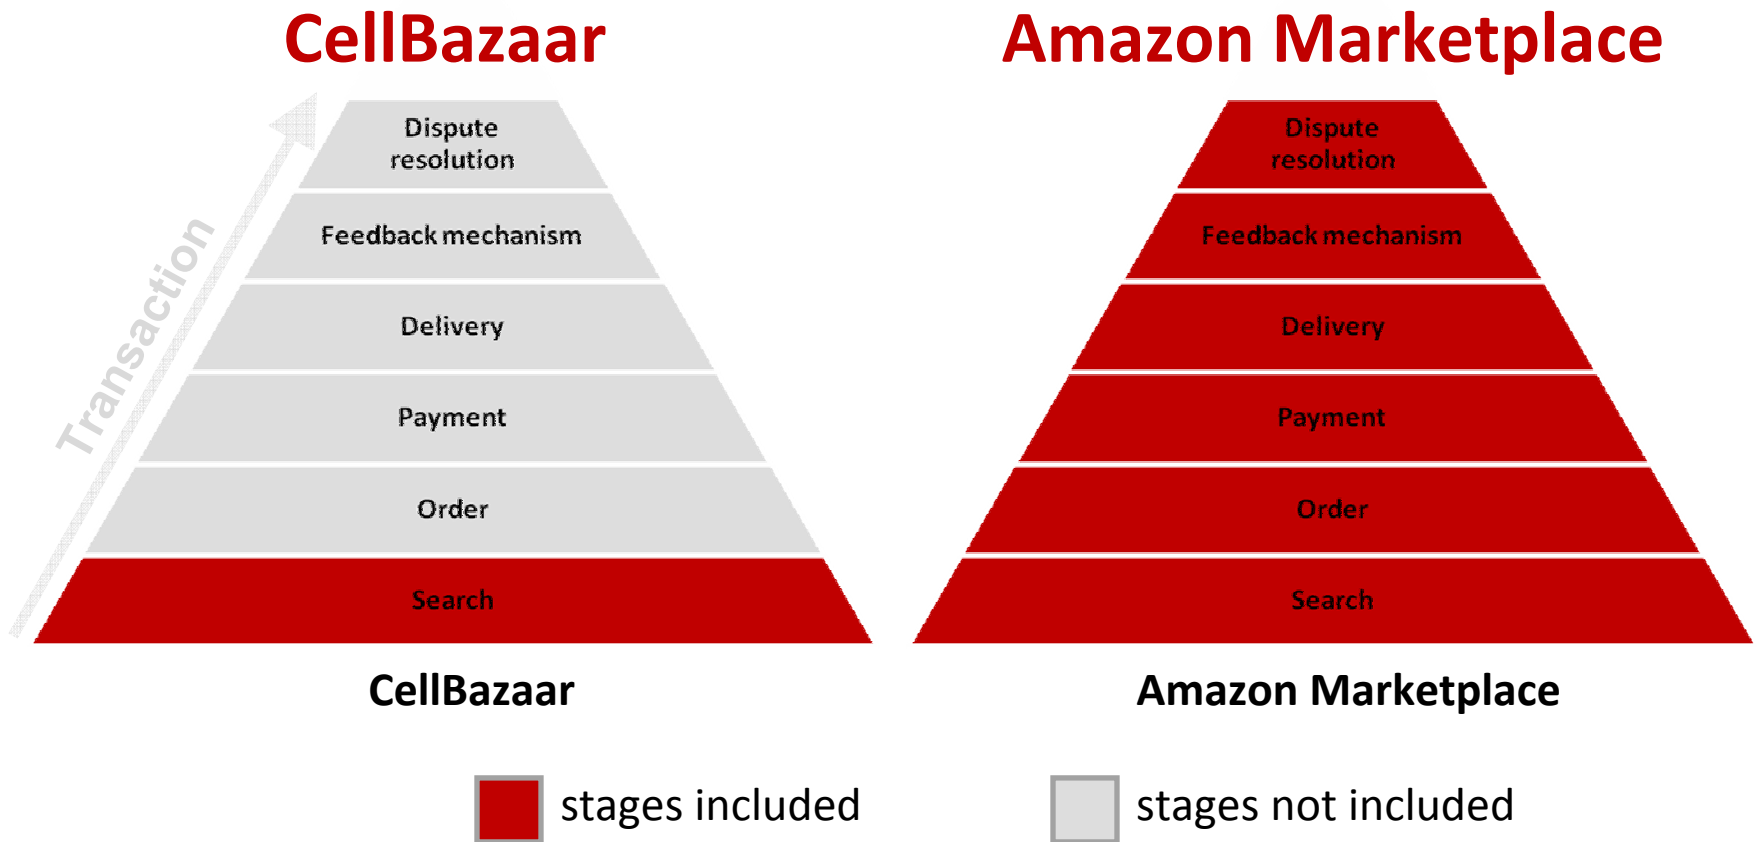 CellBazaar
Amazon Marketplace
Transaction
Dispute
resolution
Feedback mechanism
Delivery
Payment
Order
Search
CellBazaar
Dispute
resolution
Feedback mechanism
Delivery
Payment
Order
Search
Amazon Marketplace
stages included
stages not included